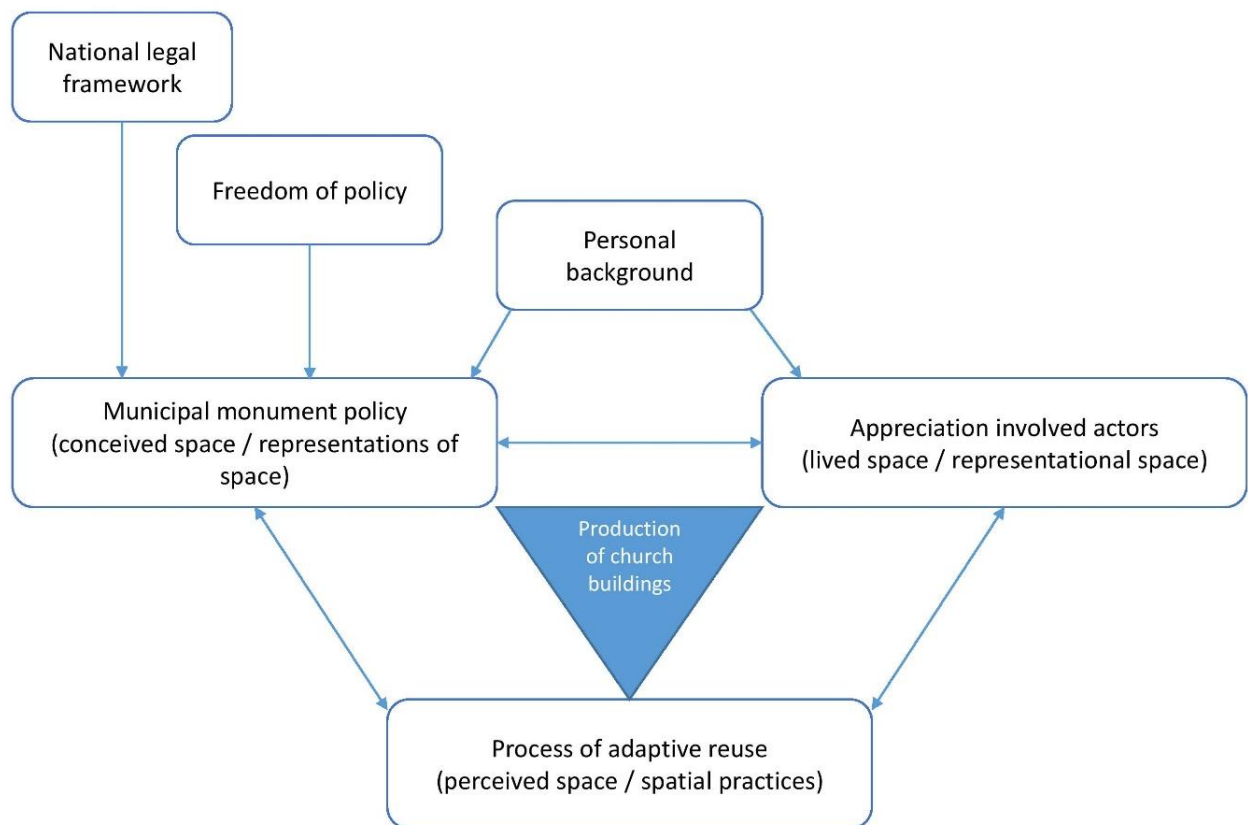 National legal
framework
Freedom of policy
Personal
background
Municipal monument policy
(conceived space / representations of
space)
Appreciation involved actors
(lived space / representational space)
Production
of church
buildings
Process of adaptive reuse
(perceived space / spatial practices)